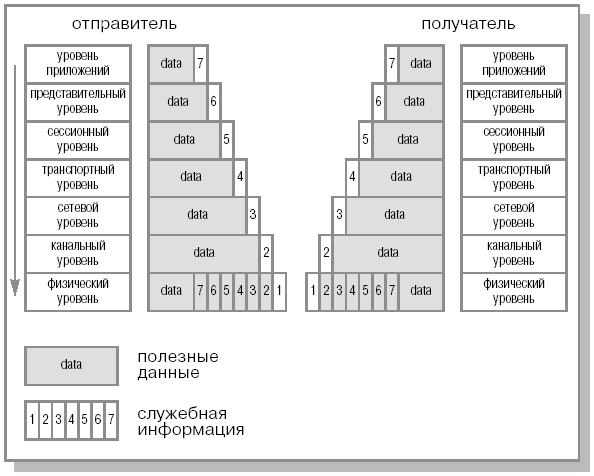 отправитель
получатель
уровень
приложений
data 7
7 data
уровень
приложений
представительный
уровень
data 6
6 data
представительный
уровень
сессионный
уровень
data 5
5 data
сессионный
уровень
транспортный
уровень
data 4
4 data
транспортный
уровень
сетевой
уровень
data 3
3 data
сетевой
уровень
канальный
уровень
data 2
2 data
канальный
уровень
физический
уровень
data 7 6 5 4 3 2 1
1 2 3 4 5 6 7 data
физический
уровень
data
полезные
данные
1 2 3 4 5 6 7
служебная
информация